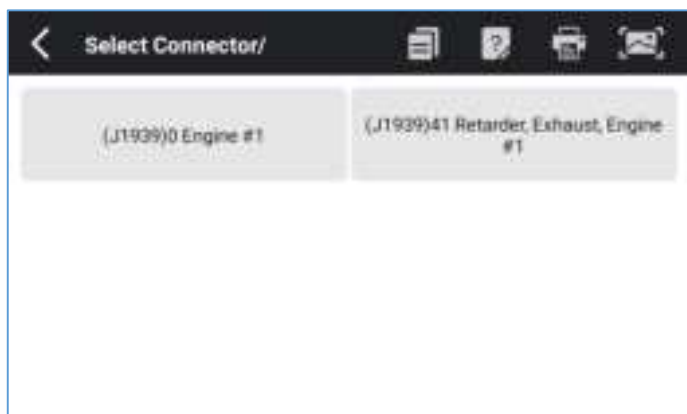 Select Connector/
(J1939)0 Engine #1
(J1939)41 Retarder, Exhaust, Engine
#1